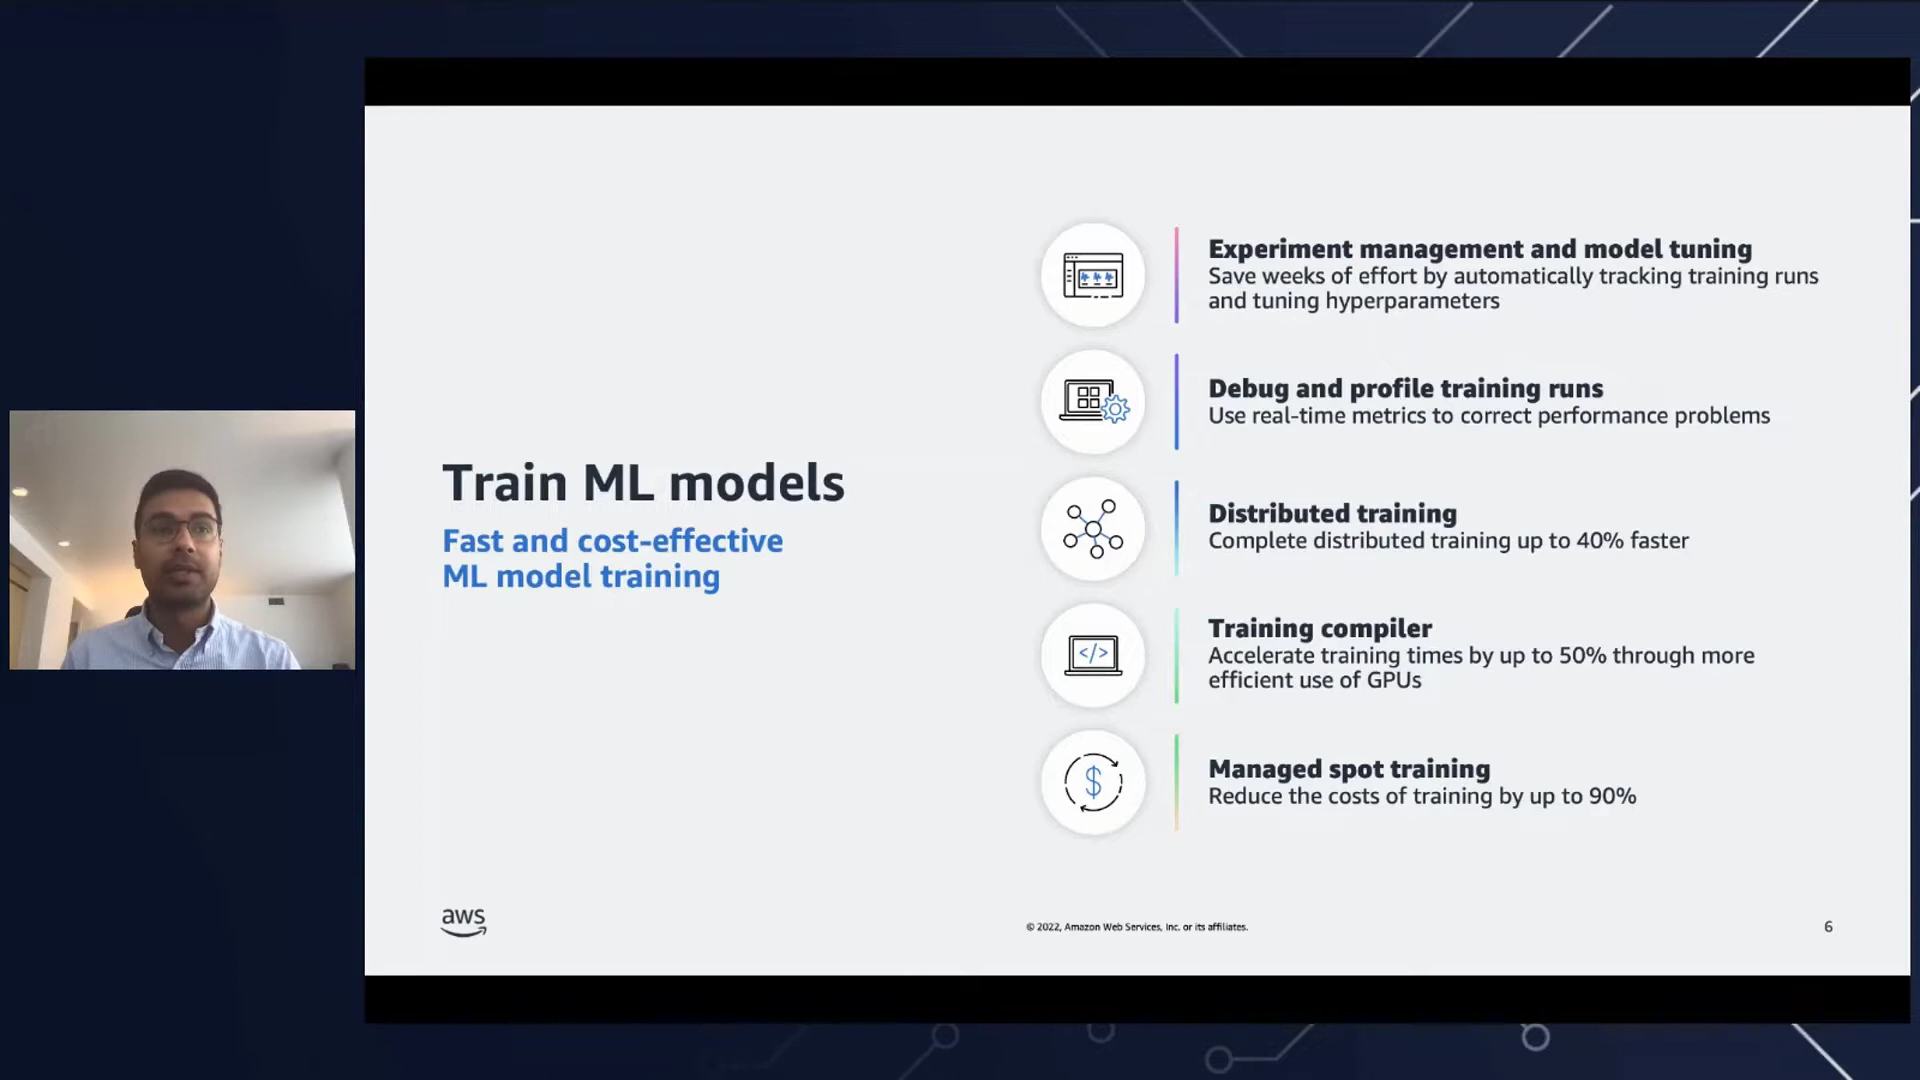 Train ML models
Fast and cost-effective
ML model training
Experiment management and model tuning
Save weeks of effort by automatically tracking training runs
and tuning hyperparameters
Debug and profile training runs
Use real-time metrics to correct performance problems
Distributed training
Complete distributed training up to 40% faster
</>
Training compiler
Accelerate training times by up to 50% through more
efficient use of GPUs
$
Managed spot training
Reduce the costs of training by up to 90%
aws
© 2022, Amazon Web Services, Inc. or its affiliates.
6